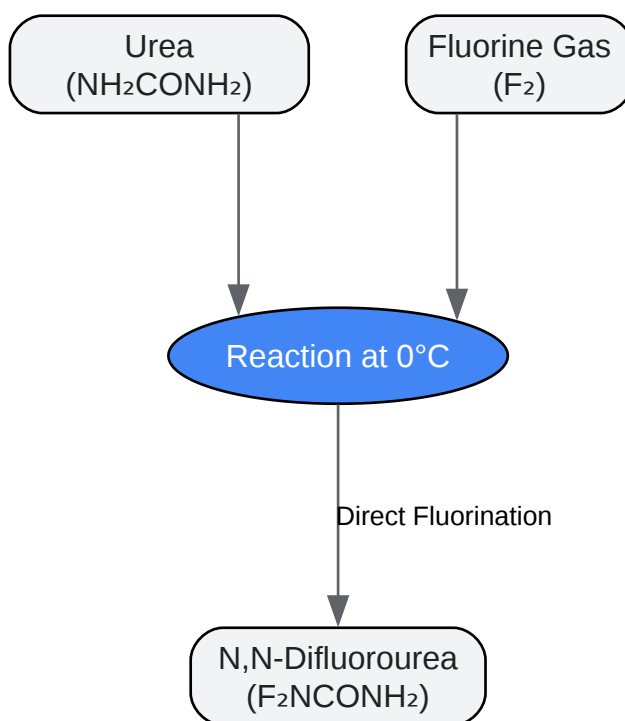 Urea
(NH₂CONH₂)
Fluorine Gas
(F₂)
Reaction at 0°C
Direct Fluorination
N,N-Difluorourea
(F₂NCONH₂)